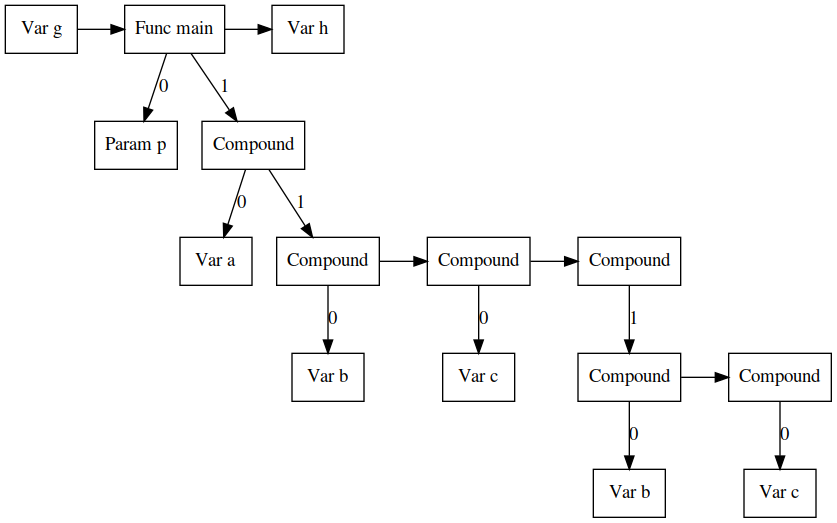 Var g
Func main
Var h
0
1
Param p
Compound
0
1
Var a
Compound
Compound
Compound
0
0
1
Var b
Var c
Compound
Compound
0
0
Var b
Var c